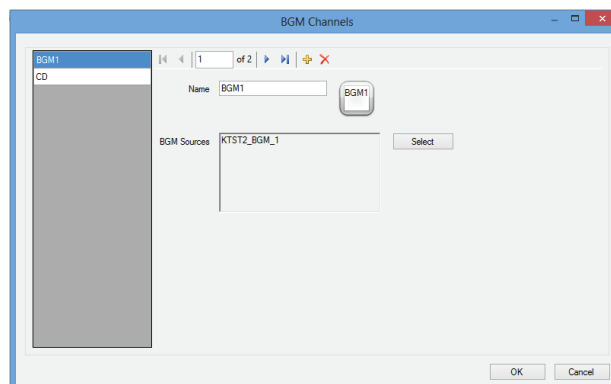 BGM Channels
BGM1
CD
1 of 2
Name BGM1
BGM1
BGM Sources KTST2_BGM_1
Select
OK Cancel